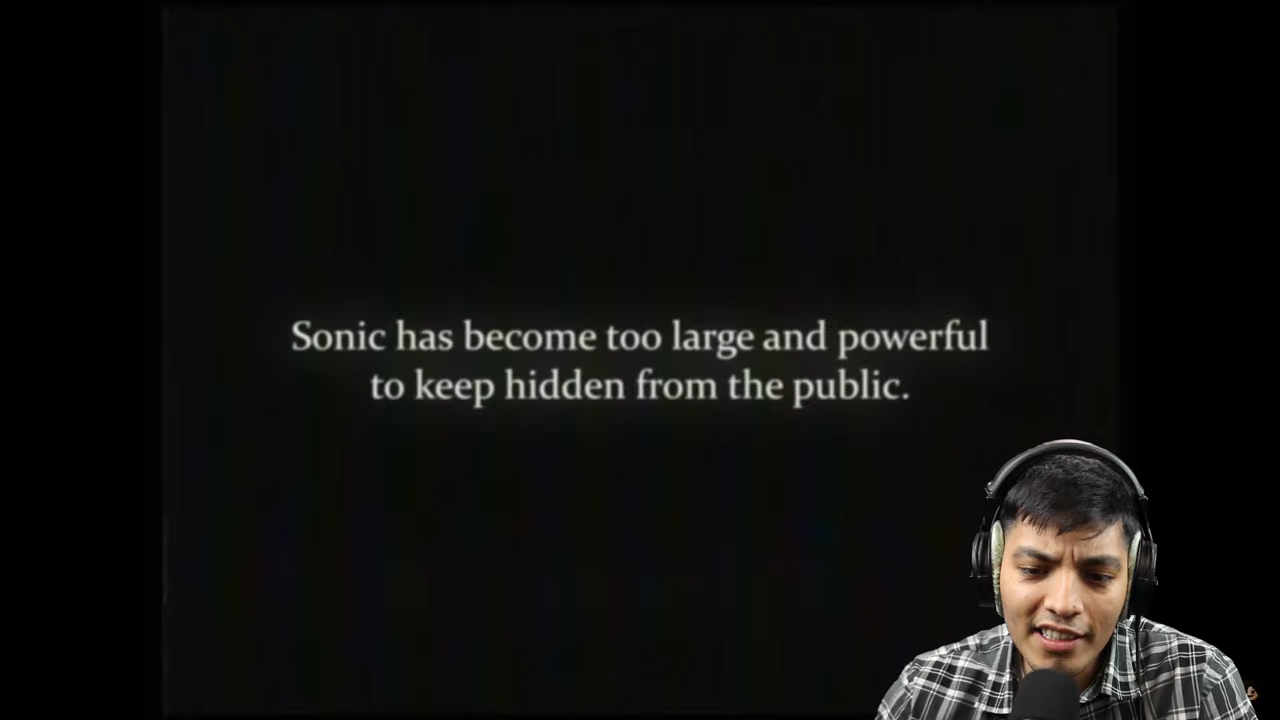 Sonic has become too large and powerful
to keep hidden from the public.